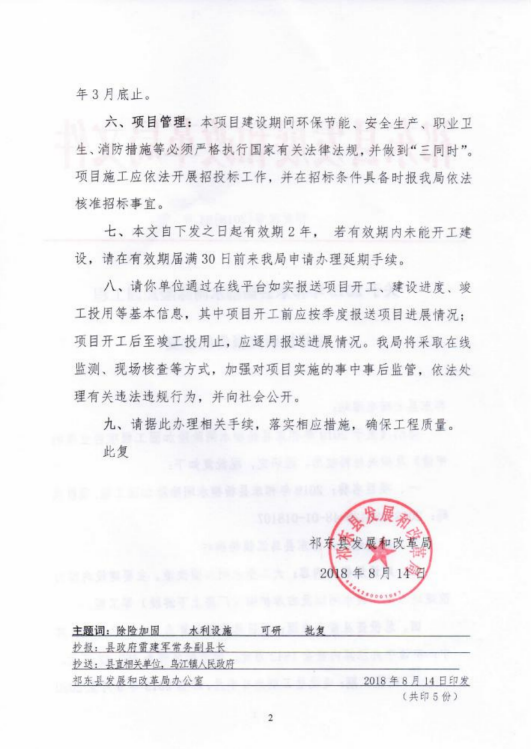 年3月底止。
六、项目管理：本项目建设期间环保节能、安全生产、职业卫
生、消防措施等必须严格执行国家有关法律法规,并做到“三同时”。
项目施工应依法开展招投标工作，并在招标条件具备时报我局依法
核准招标事宜。
七、本文自下发之日起有效期2年， 若有效期内未能开工建
设，请在有效期届满30日前来我局申请办理延期手续。
八、请你单位通过在线平台如实报送项目开工、建设进度、竣
工投用等基本信息，其中项目开工前应按季度报送项目进展情况；
项目开工后至竣工投用止，应逐月报送进展情况。我局将采取在线
监测、现场核查等方式，加强对项目实施的事中事后监管，依法处
理有关违法违规行为，并向社会公开。
九、请据此办理相关手续，落实相应措施，确保工程质量。
此复
祁东县发展和改革局
祁东县发展和改革局
2018年8月14日
主题词：除险加固 水利设施 可研 批复
抄报：县政府雷建军常务副县长
抄送：县直相关单位，鸟江镇人民政府
祁东县发展和改革局办公室 2018年8月14日印发
（共印5份）
2